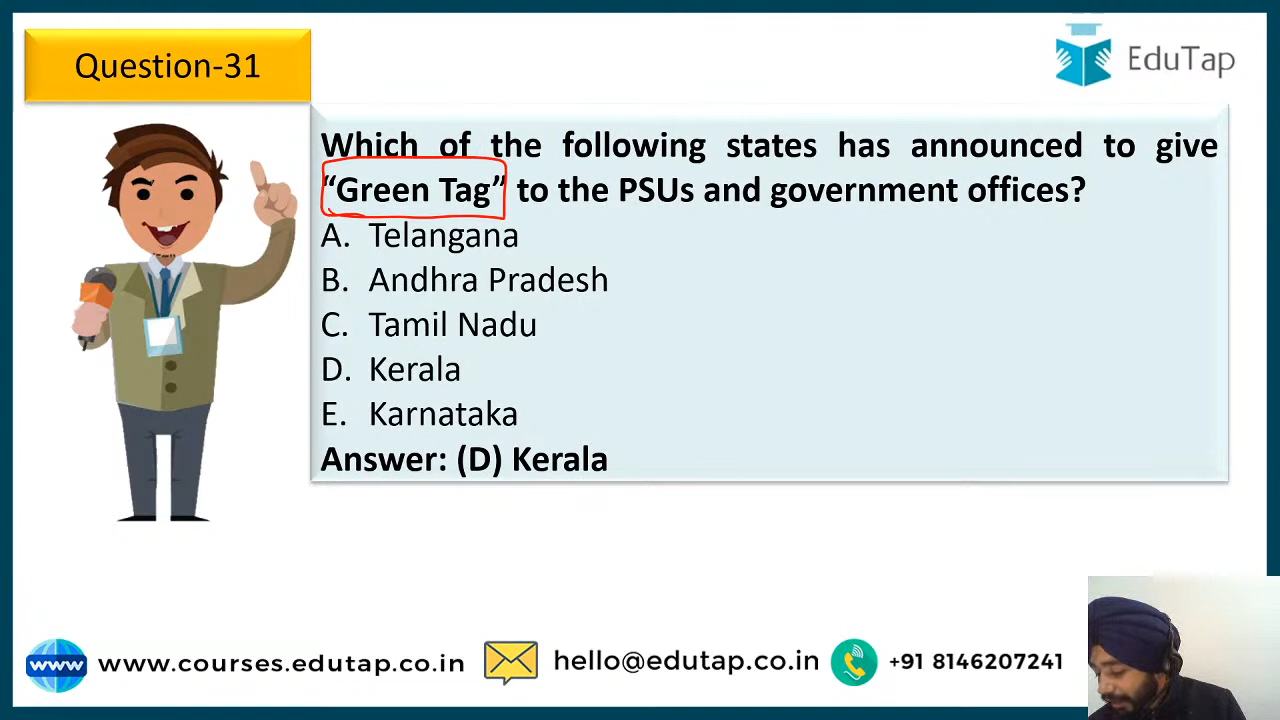 Question-31
EduTap
Which of the following states has announced to give
“Green Tag” to the PSUs and government offices?
A. Telangana
B. Andhra Pradesh
C. Tamil Nadu
D. Kerala
E. Karnataka
Answer: (D) Kerala
www www.courses.edutap.co.in hello@edutap.co.in +91 8146207241